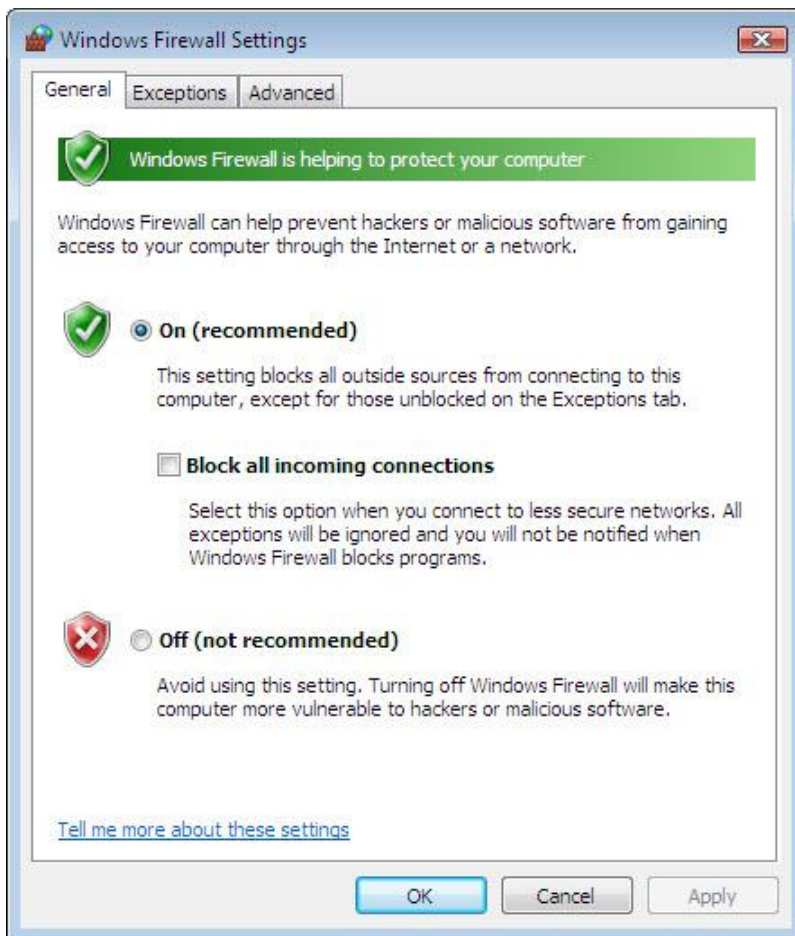 Windows Firewall Settings
General
Exceptions
Advanced
Windows Firewall is helping to protect your computer
Windows Firewall can help prevent hackers or malicious software from gaining
access to your computer through the Internet or a network.
On (recommended)
This setting blocks all outside sources from connecting to this
computer, except for those unblocked on the Exceptions tab.
Block all incoming connections
Select this option when you connect to less secure networks. All
exceptions will be ignored and you will not be notified when
Windows Firewall blocks programs.
Off (not recommended)
Avoid using this setting. Turning off Windows Firewall will make this
computer more vulnerable to hackers or malicious software.
Tell me more about these settings
OK
Cancel
Apply